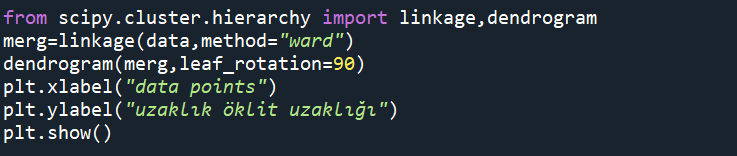 from scipy.cluster.hierarchy import linkage,dendrogram
merg=linkage(data,method="ward")
dendrogram(merg,leaf_rotation=90)
plt.xlabel("data points")
plt.ylabel("uzaklık öklit uzaklığı")
plt.show()